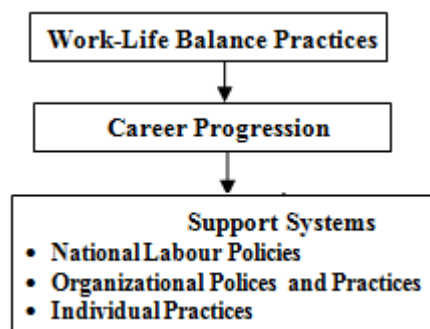 Work-Life Balance Practices
Career Progression
Support Systems
• National Labour Policies
• Organizational Polices and Practices
• Individual Practices